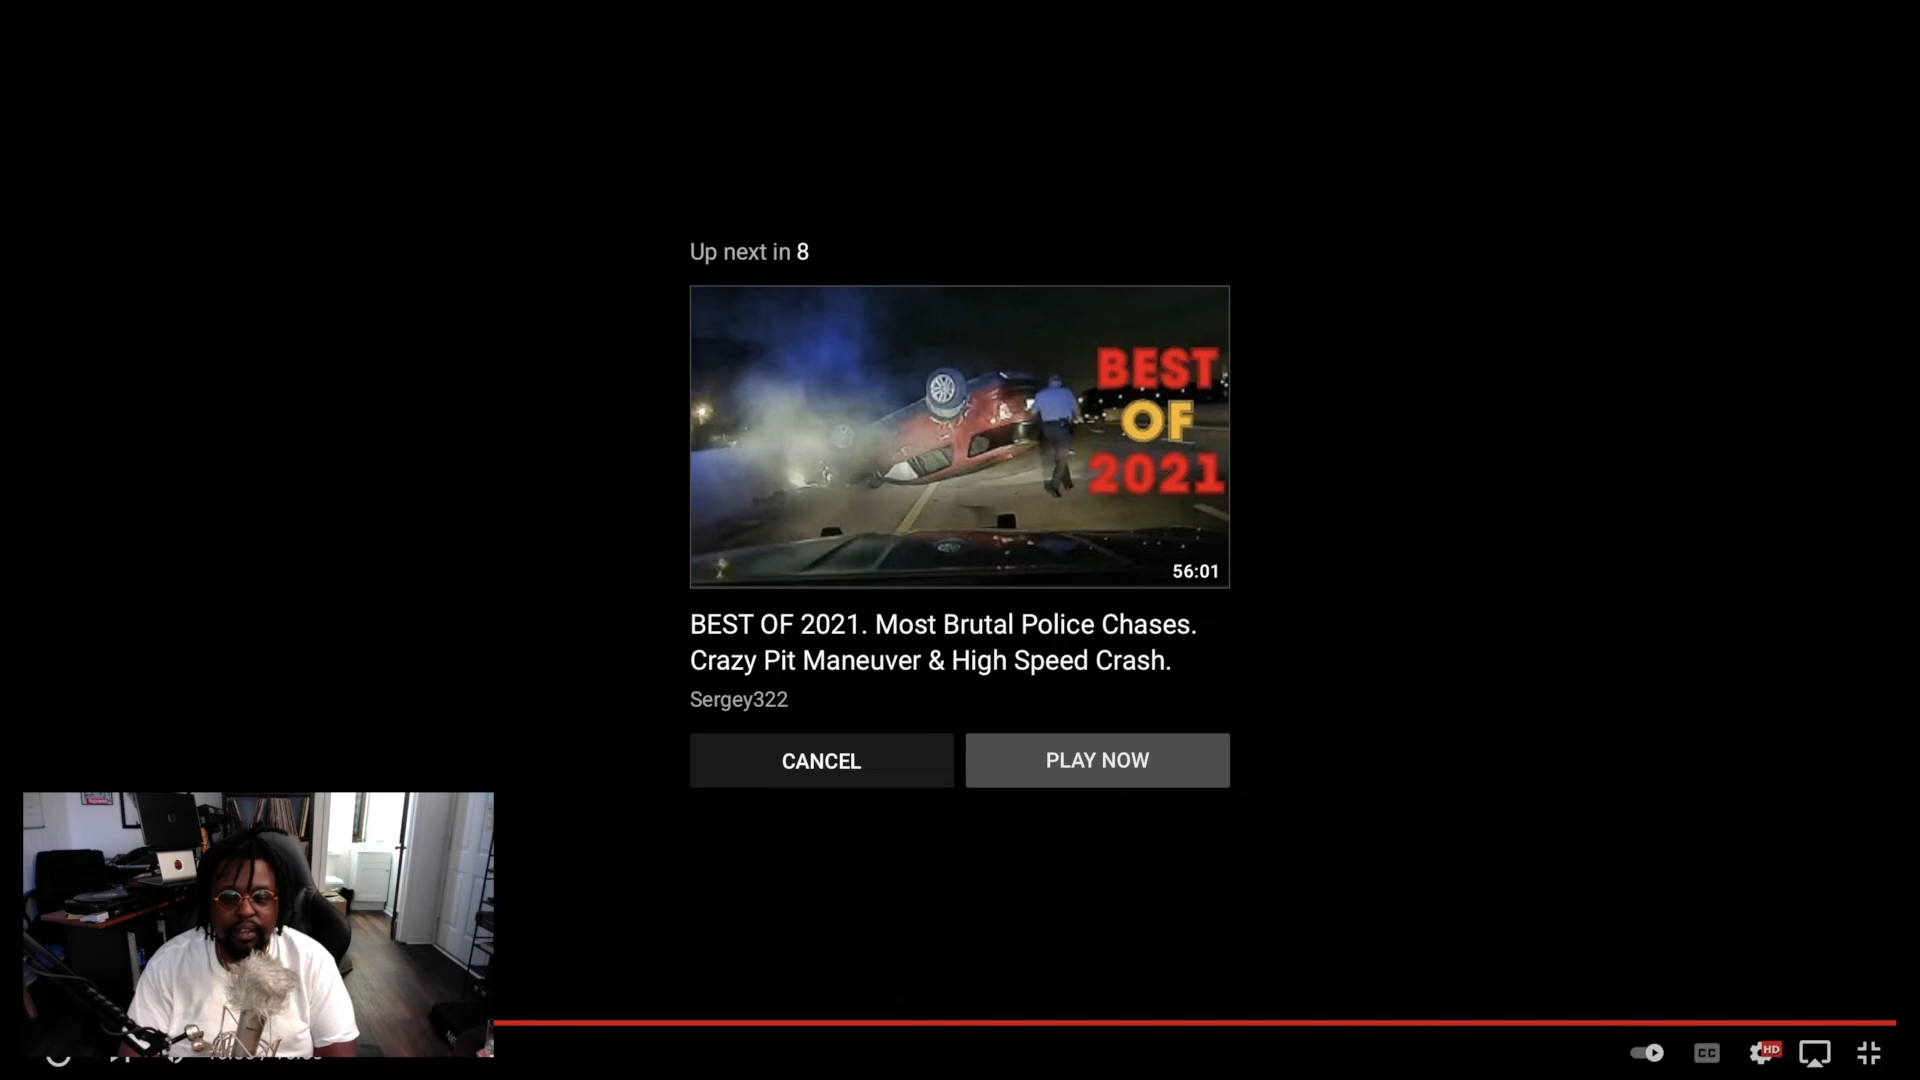 Up next in 8
BEST
OF
2021
56:01
BEST OF 2021. Most Brutal Police Chases.
Crazy Pit Maneuver & High Speed Crash.
Sergey322
CANCEL
PLAY NOW
CC
HD